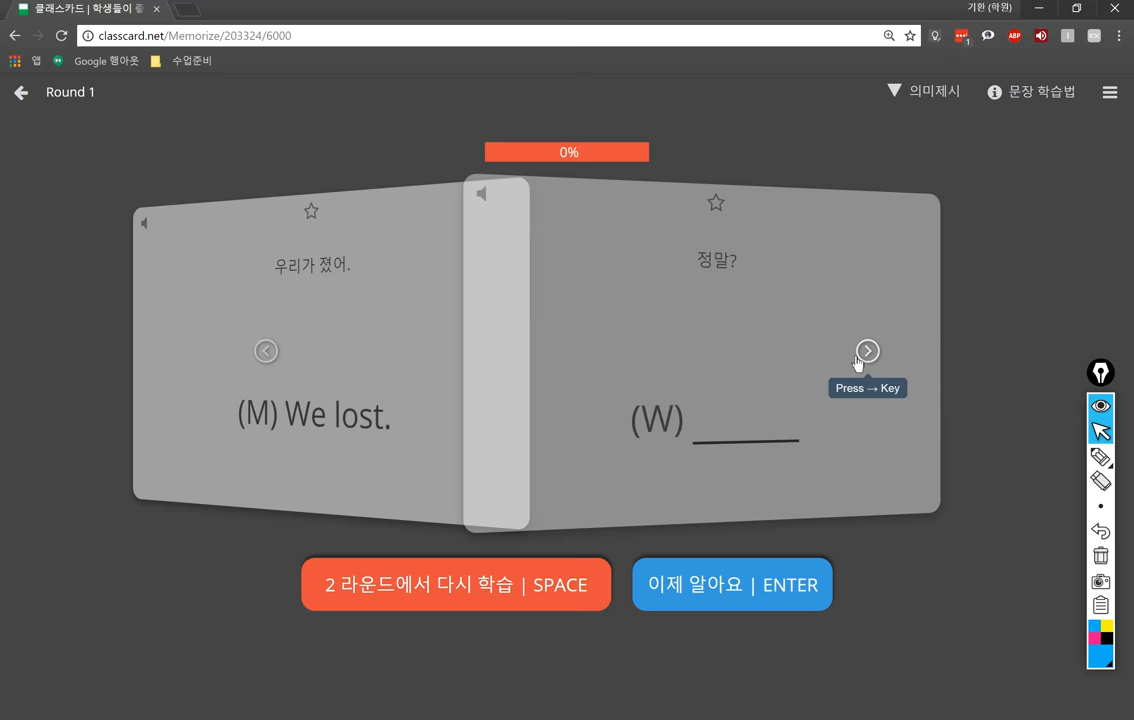 클래스카드 | 학생들이
기환 (학원)
classcard.net/Memorize/203324/6000
1
ABP
앱
Google 행아웃
수업준비
Round 1
의미제시
문장 학습법
0%
우리가 졌어.
정말?
Press → Key
(M) We lost.
(W) ________
2 라운드에서 다시 학습 | SPACE
이제 알아요 | ENTER